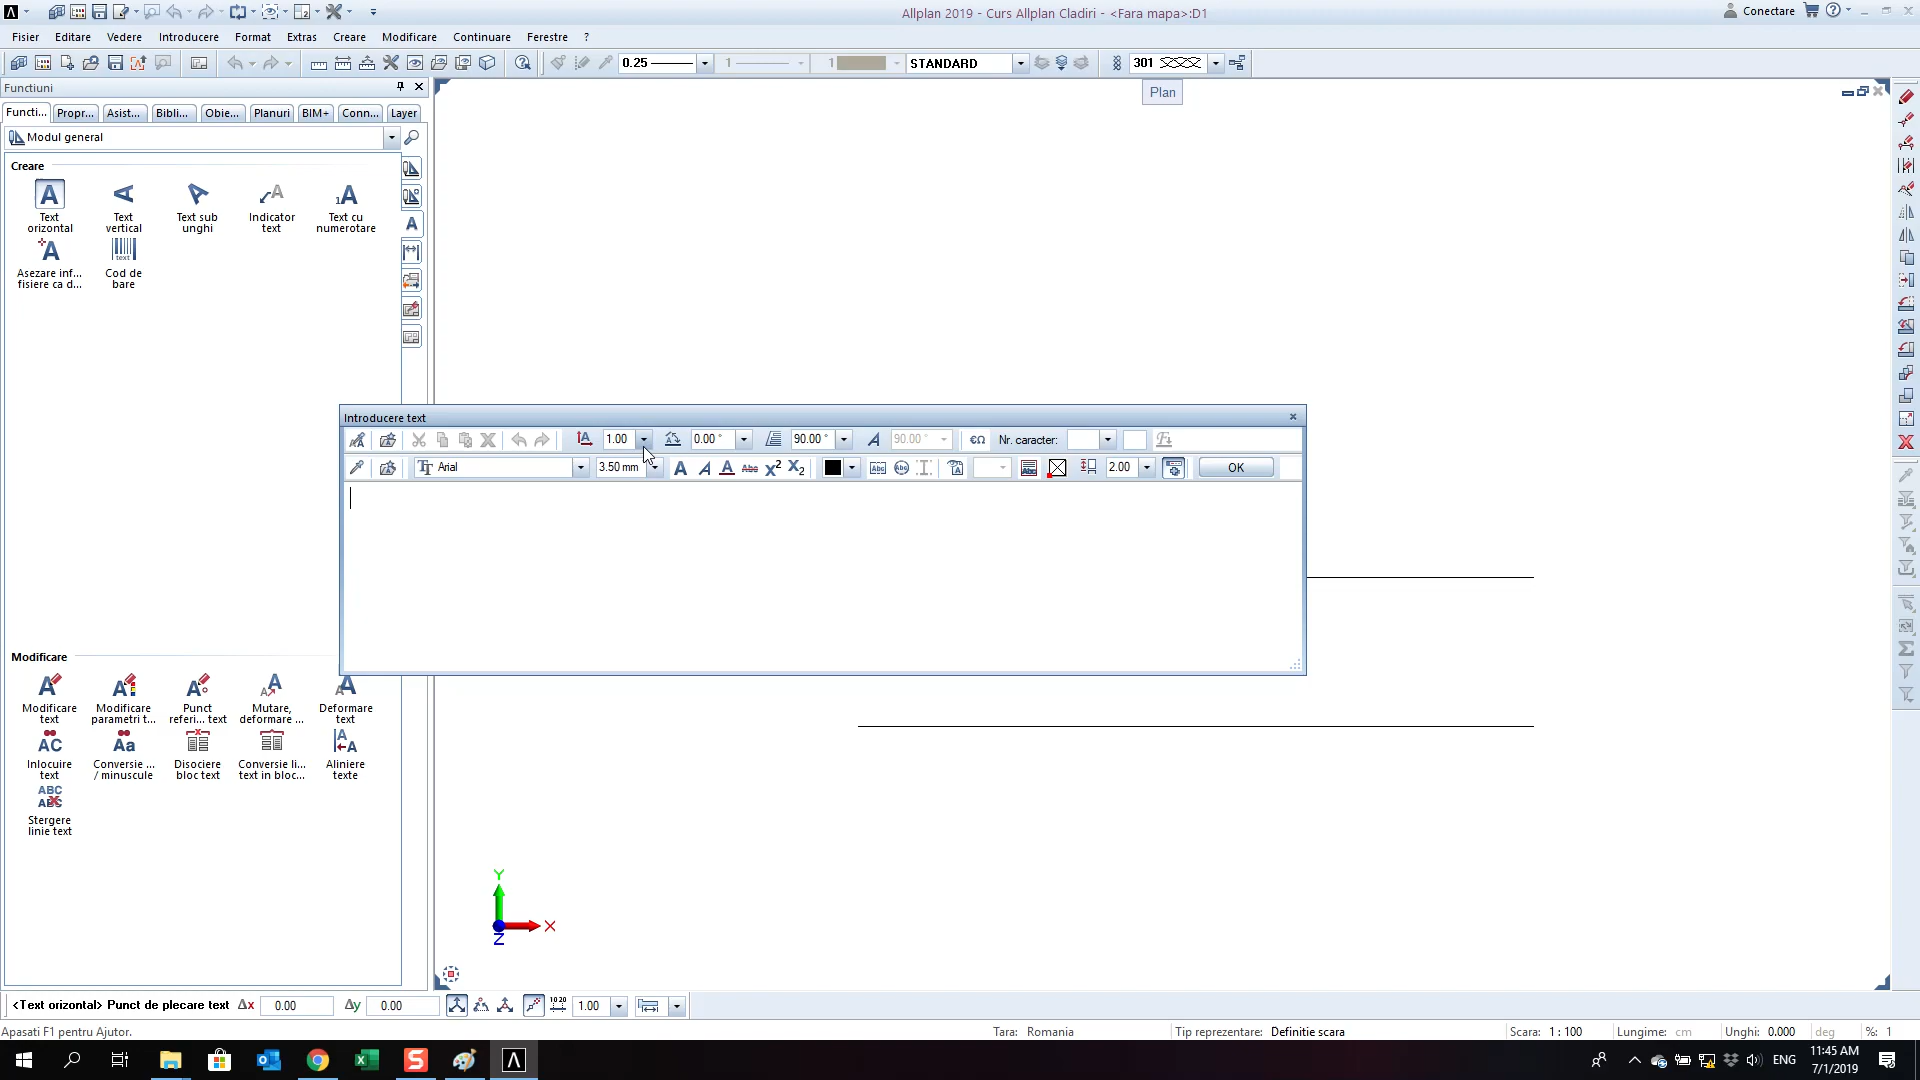 Allplan 2019 - Curs Allplan Cladiri - <Fara mapa>:D1
Conectare
Fisier Editare Vedere Introducere Format Extras Creare Modificare Continuare Ferestre ?
0.25 1 1 STANDARD 301
Functiuni
Plan
Functi... Propr... Asist... Bibli... Obie... Planuri BIM+ Conn... Layer
Modul general
Creare
Text orizontal
Text vertical
Text sub unghi
Indicator text
Text cu numerotare
Asezare inf... fisiere ca d...
Cod de bare
Introducere text
1.00 0.00 ° 90.00 ° 90.00 ° €Ω Nr. caracter:
Arial 3.50 mm 2.00 OK
Modificare
Modificare text
Modificare parametri t...
Punct referi... text
Mutare, deformare ...
Deformare text
Inlocuire text
Conversie ... / minuscule
Disociere bloc text
Conversie li... text in bloc...
Aliniere texte
Stergere linie text
Y
X
Z
<Text orizontal> Punct de plecare text Δx 0.00 Δy 0.00 1.00
Apasati F1 pentru Ajutor.
Tara: Romania Tip reprezentare: Definitie scara Scara: 1 : 100 Lungime: cm Unghi: 0.000 deg %: 1
ENG
11:45 AM
7/1/2019